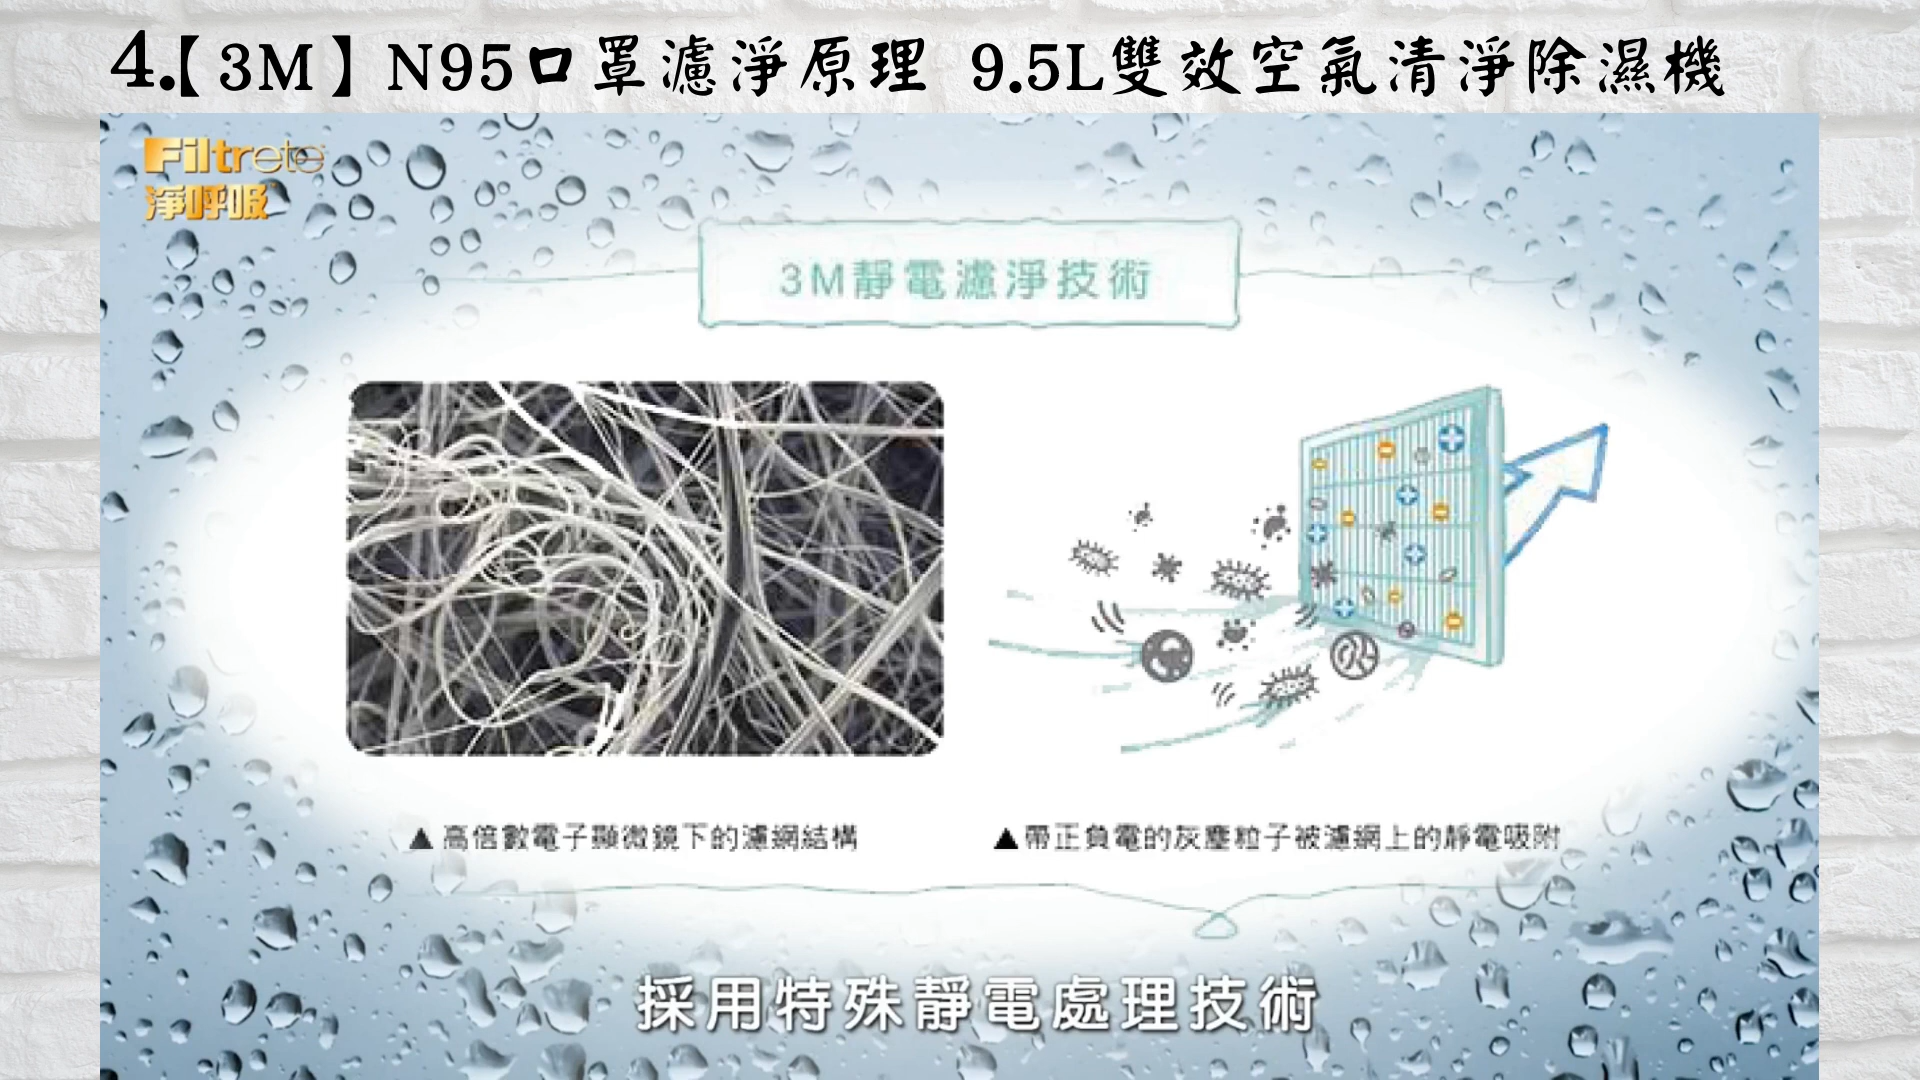 4.【3M】N95口罩濾淨原理 9.5L雙效空氣清淨除濕機
Filtrete
淨呼吸
3M靜電濾淨技術
▲高倍數電子顯微鏡下的濾網結構
▲帶正負電的灰塵粒子被濾網上的靜電吸附
採用特殊靜電處理技術